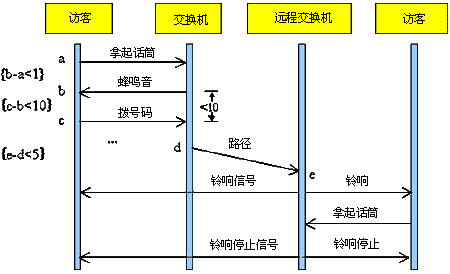 访客 交换机 远程交换机 访客
a 拿起话筒
{b-a<1}
b 蜂鸣音
{c-b<10} <10
c 拨号码
...
{e-d<5} d 路径
e
铃响信号 铃响
拿起话筒
铃响停止信号 铃响停止